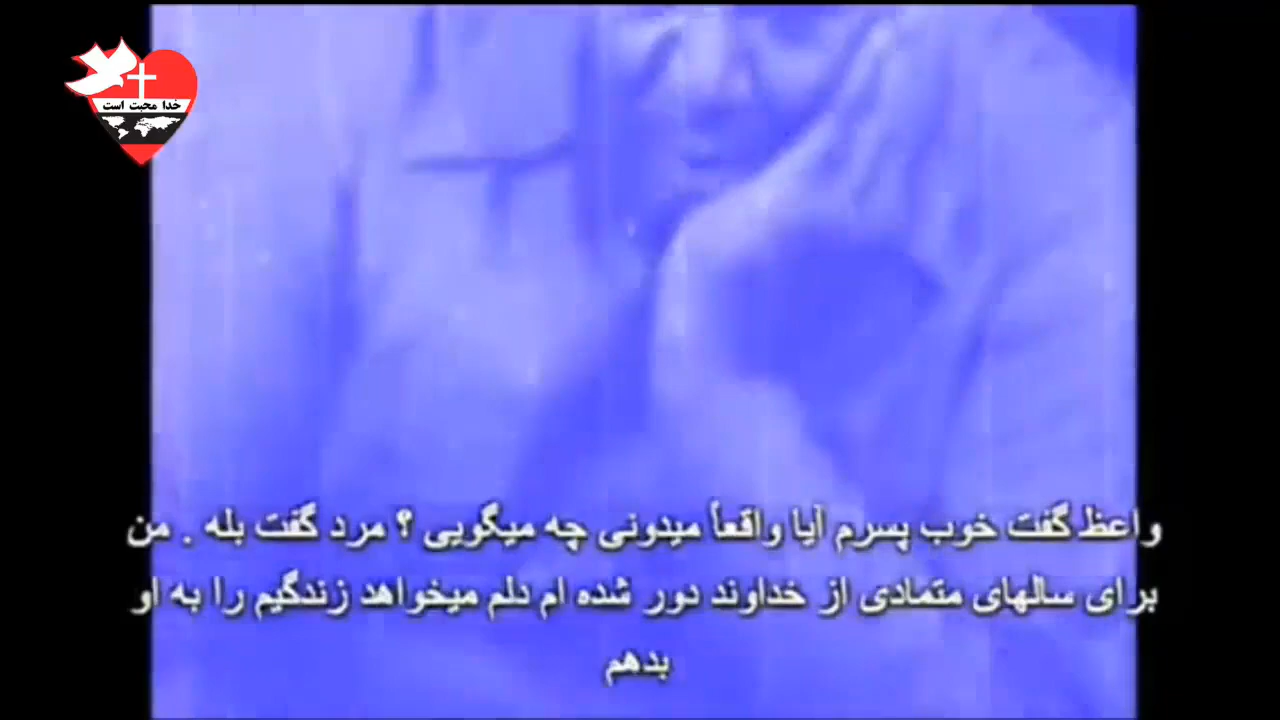 خدا محبت است
واعظ گفت خوب پسرم آیا واقعاً میدونی چه میگویی ؟ مرد گفت بله . من
برای سالهای متمادی از خداوند دور شده ام دلم میخواهد زندگیم را به او
بدهم